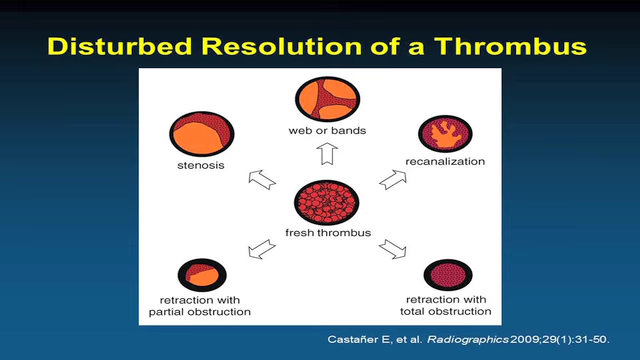 Disturbed Resolution of a Thrombus
web or bands
stenosis
recanalization
fresh thrombus
retraction with
partial obstruction
retraction with
total obstruction
Castañer E, et al. Radiographics 2009;29(1):31-50.